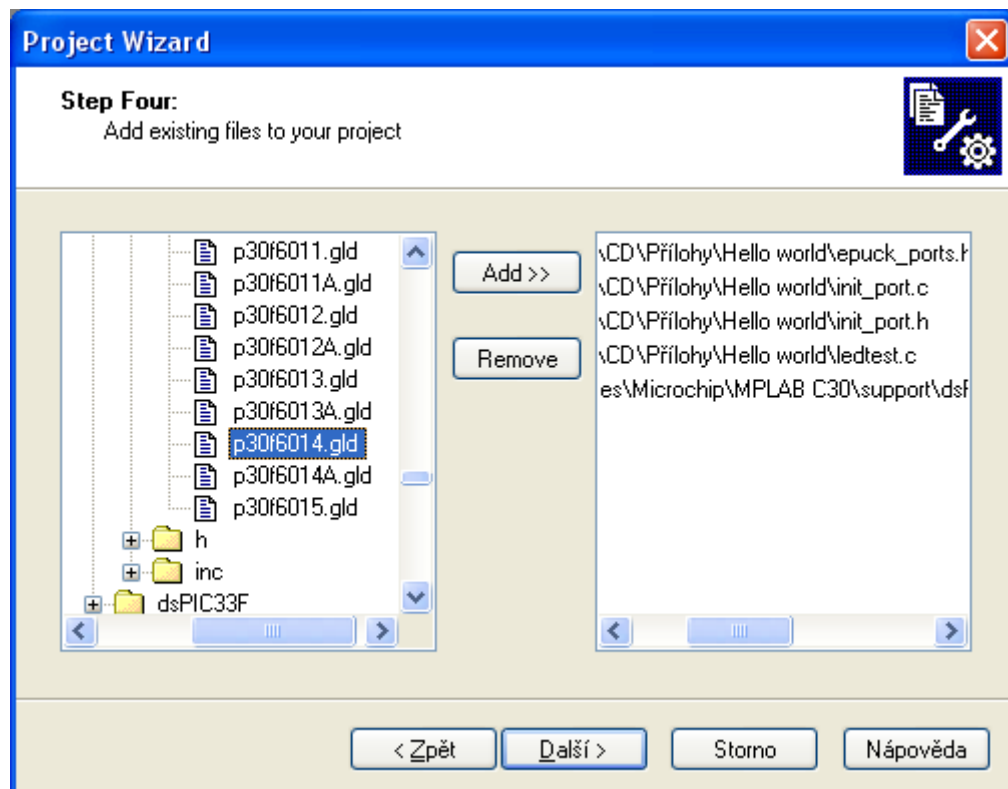 Project Wizard
Step Four:
Add existing files to your project
p30f6011.gld
p30f6011A.gld
p30f6012.gld
p30f6012A.gld
p30f6013.gld
p30f6013A.gld
p30f6014.gld
p30f6014A.gld
p30f6015.gld
h
inc
dsPIC33F
Add >>
Remove
\CD\Přílohy\Hello world\epuck_ports.h
\CD\Přílohy\Hello world\init_port.c
\CD\Přílohy\Hello world\init_port.h
\CD\Přílohy\Hello world\ledtest.c
es\Microchip\MPLAB C30\support\dsF
< Zpět
Další >
Storno
Nápověda